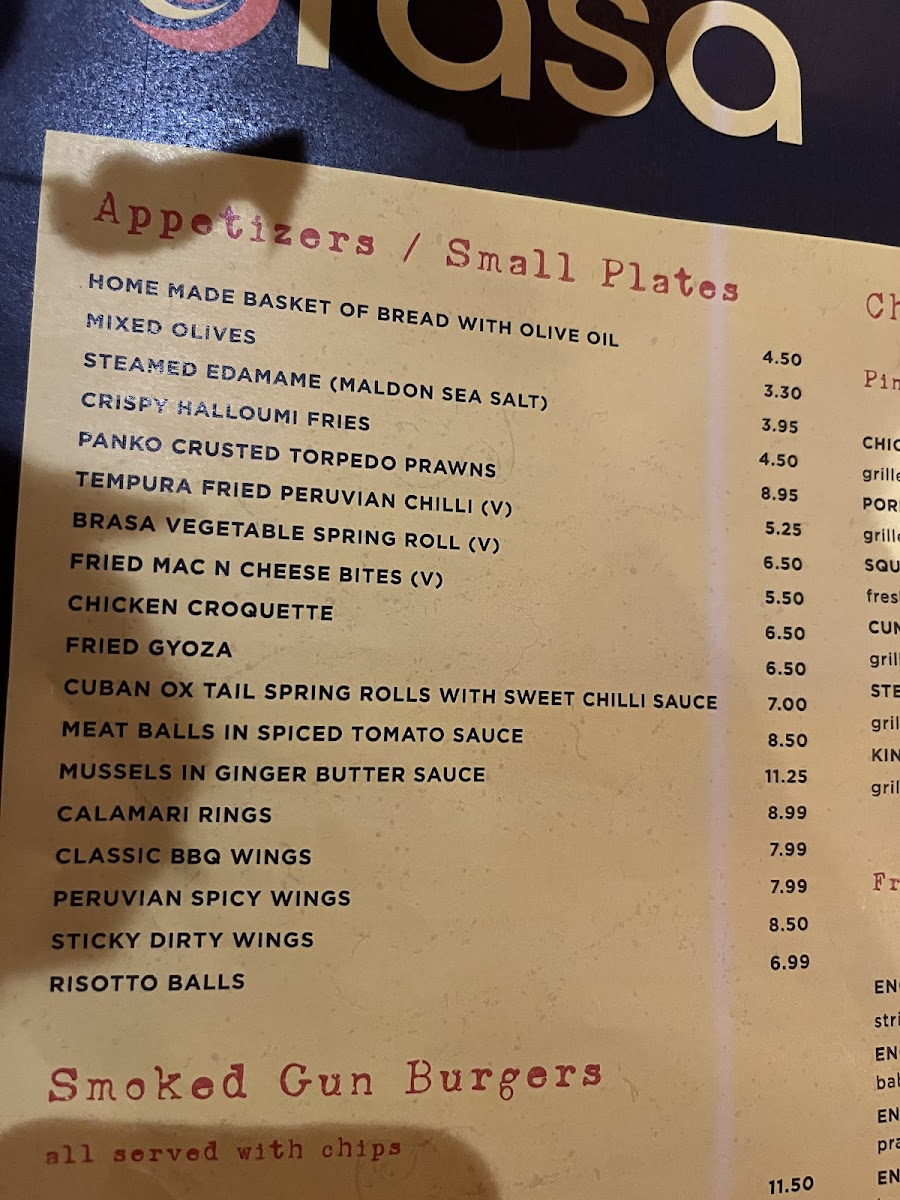 rasa
Appetizers / Small Plates
HOME MADE BASKET OF BREAD WITH OLIVE OIL 4.50
MIXED OLIVES 3.30
STEAMED EDAMAME (MALDON SEA SALT) 3.95
CRISPY HALLOUMI FRIES 4.50
PANKO CRUSTED TORPEDO PRAWNS 8.95
TEMPURA FRIED PERUVIAN CHILLI (V) 5.25
BRASA VEGETABLE SPRING ROLL (V) 6.50
FRIED MAC N CHEESE BITES (V) 5.50
CHICKEN CROQUETTE 6.50
FRIED GYOZA 6.50
CUBAN OX TAIL SPRING ROLLS WITH SWEET CHILLI SAUCE 7.00
MEAT BALLS IN SPICED TOMATO SAUCE 8.50
MUSSELS IN GINGER BUTTER SAUCE 11.25
CALAMARI RINGS 8.99
CLASSIC BBQ WINGS 7.99
PERUVIAN SPICY WINGS 7.99
STICKY DIRTY WINGS 8.50
RISOTTO BALLS 6.99
Smoked Gun Burgers
all served with chips
11.50